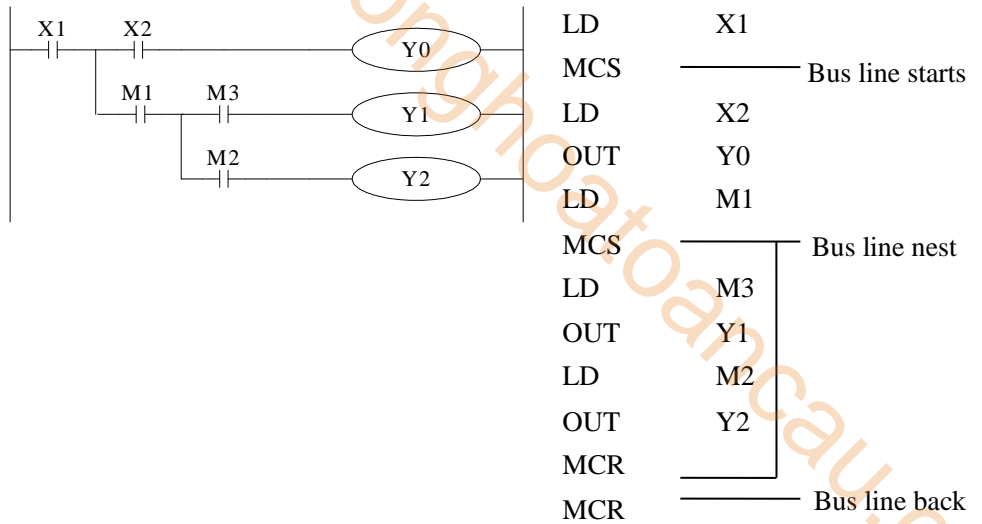 X1 X2 Y0
M1 M3 Y1
M2 Y2
LD X1
MCS Bus line starts
LD X2
OUT Y0
LD M1
MCS Bus line nest
LD M3
OUT Y1
LD M2
OUT Y2
MCR
MCR Bus line back
onghoatoancau.